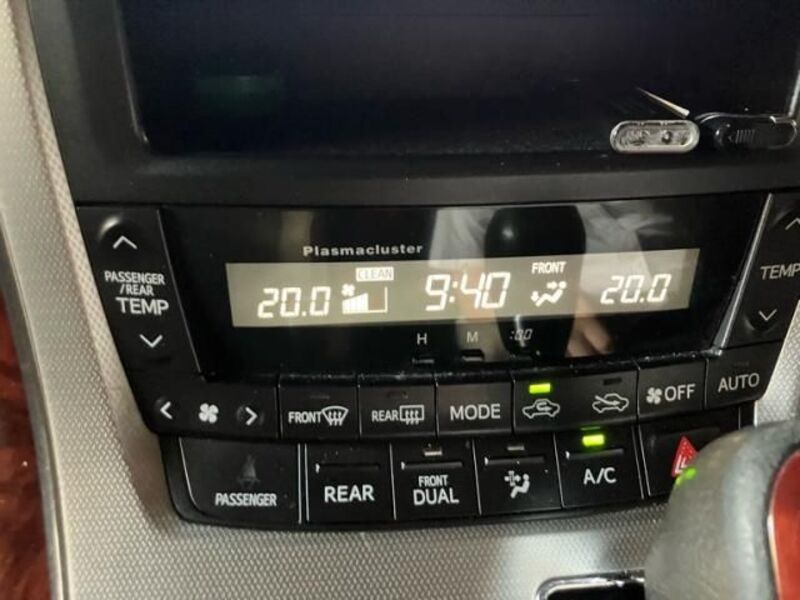 Plasmacluster
PASSENGER
/REAR
TEMP
CLEAN
20.0
9:40
FRONT
20.0
TEMP
H
M
:00
FRONT
REAR
MODE
OFF
AUTO
PASSENGER
REAR
FRONT
DUAL
A/C